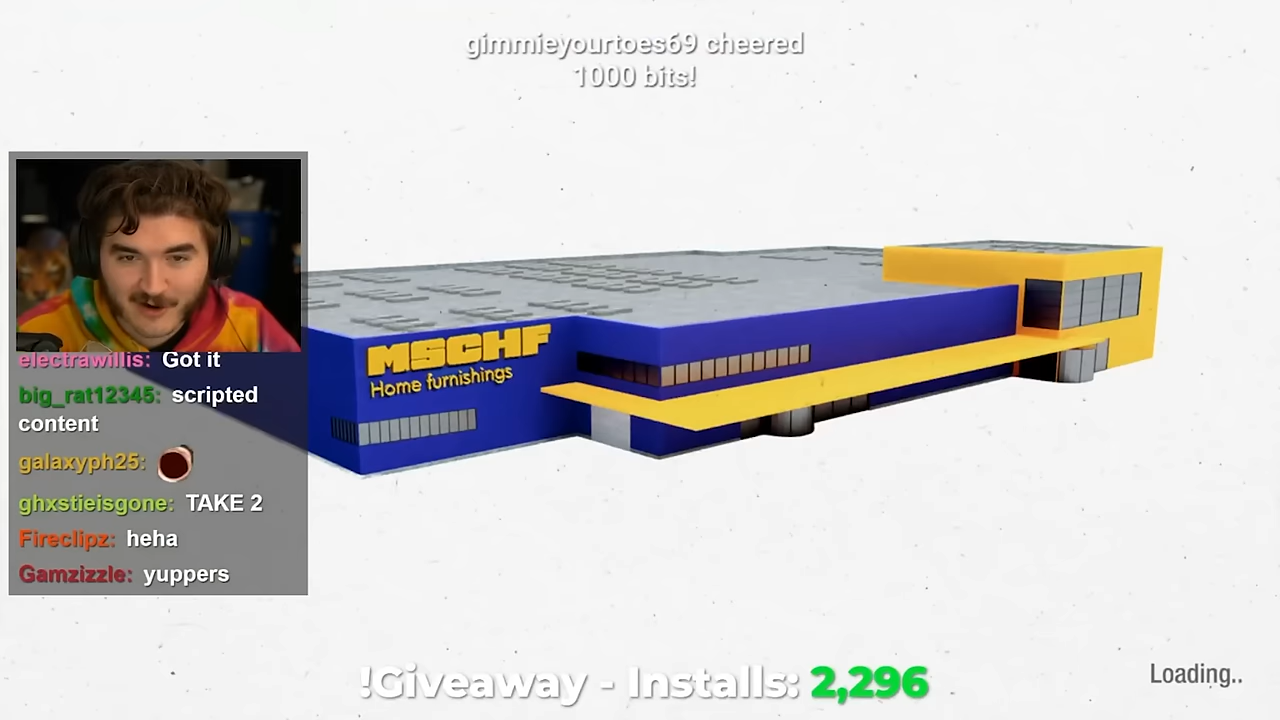 gimmieyourtoes69 cheered
1000 bits!
MSCHF
Home furnishings
electrawillis: Got it
big_rat12345: scripted
content
galaxyph25:
ghxstieisgone: TAKE 2
Fireclipz: heha
Gamzizzle: yuppers
!Giveaway - Installs: 2,296
Loading..